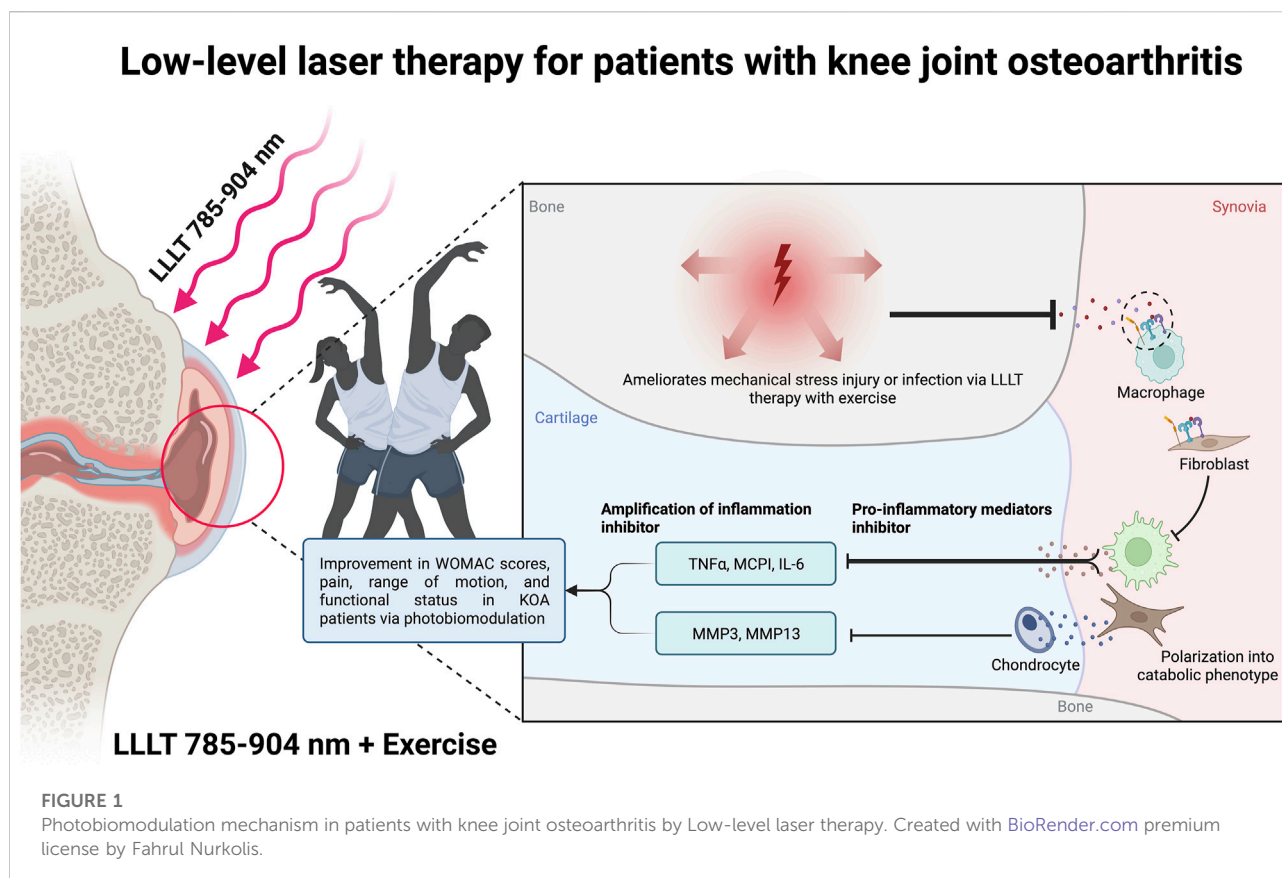 Low-level laser therapy for patients with knee joint osteoarthritis
LLLT 785-904 nm
Bone
Synovia
Ameliorates mechanical stress injury or infection via LLLT
therapy with exercise
Macrophage
Cartilage
Fibroblast
Amplification of inflammation
inhibitor
Pro-inflammatory mediators
inhibitor
TNFα, MCPI, IL-6
MMP3, MMP13
Improvement in WOMAC scores,
pain, range of motion, and
functional status in KOA
patients via photobiomodulation
Chondrocyte
Polarization into
catabolic phenotype
Bone
LLLT 785-904 nm + Exercise
FIGURE 1
Photobiomodulation mechanism in patients with knee joint osteoarthritis by Low-level laser therapy. Created with BioRender.com premium
license by Fahrul Nurkolis.